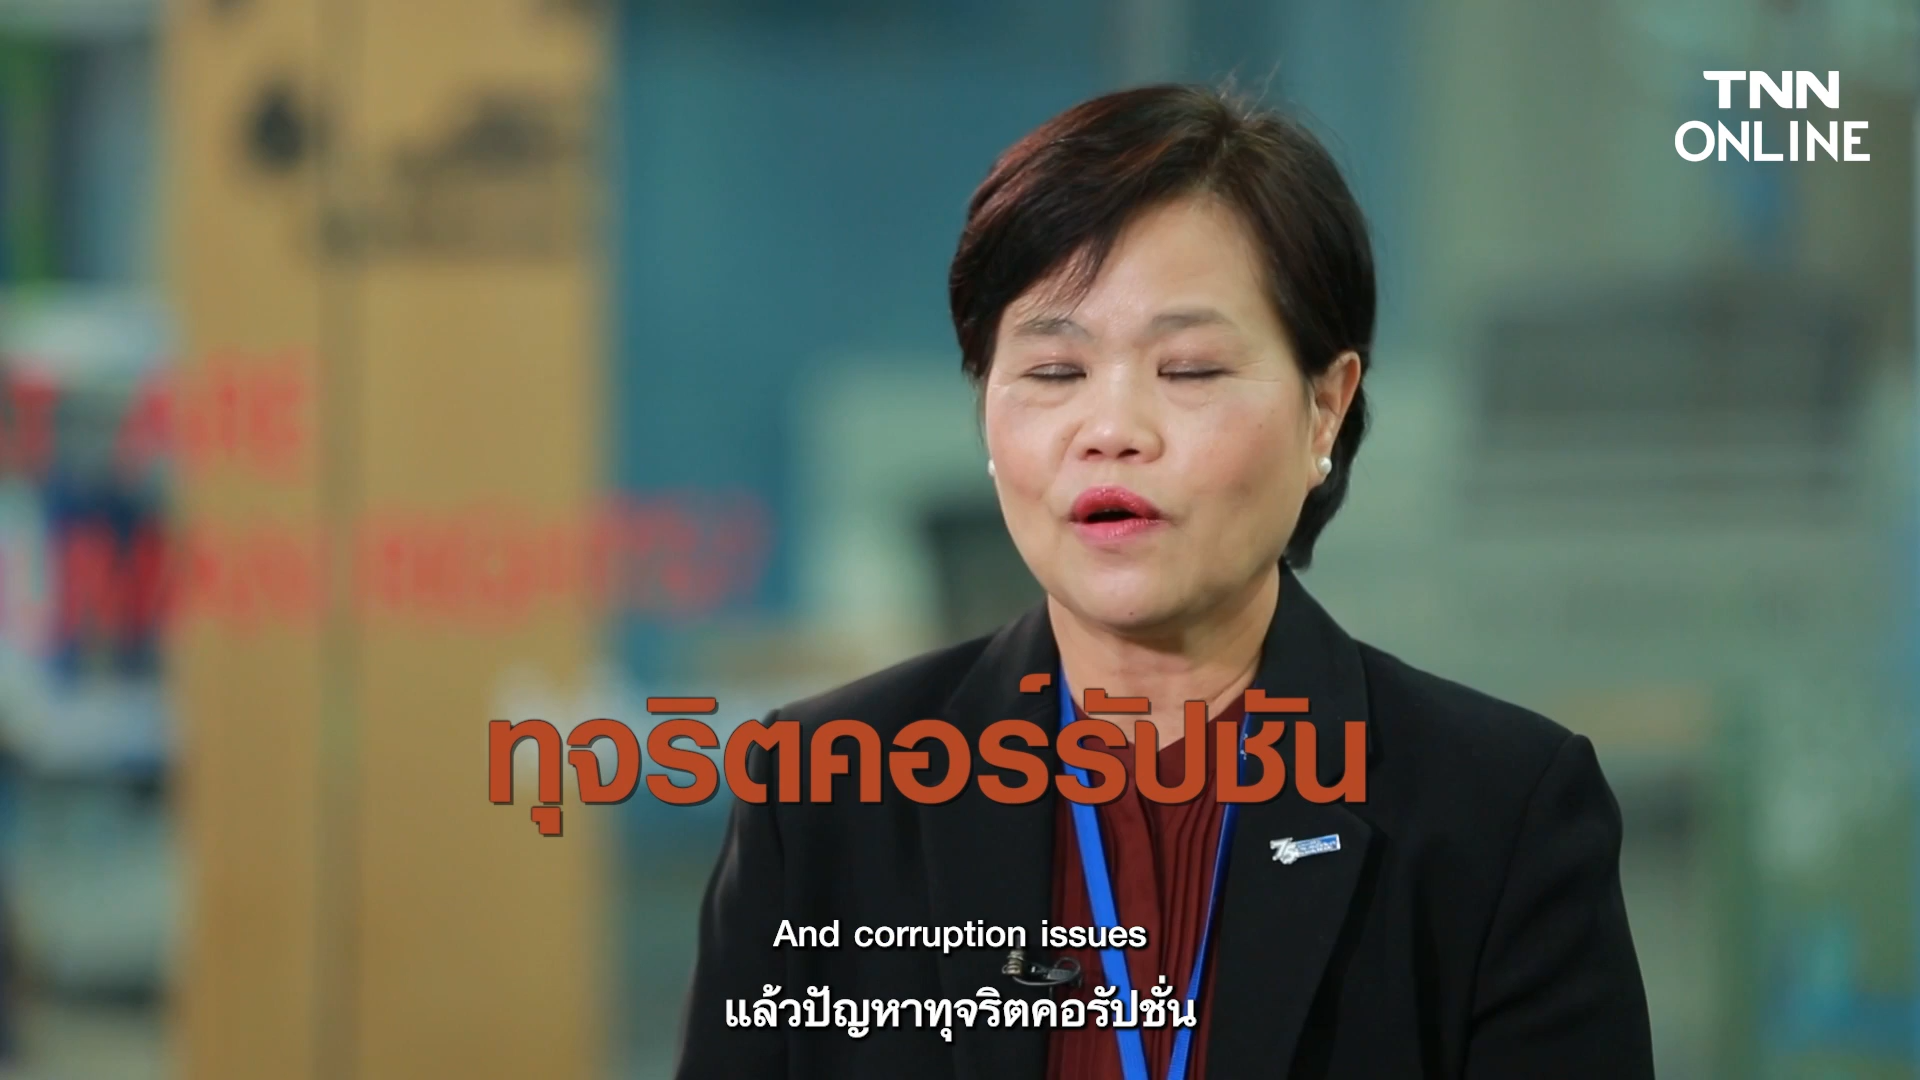 TNN
ONLINE
ทุจริตคอร์รัปชัน
And corruption issues
แล้วปัญหาทุจริตคอรัปชั่น
75